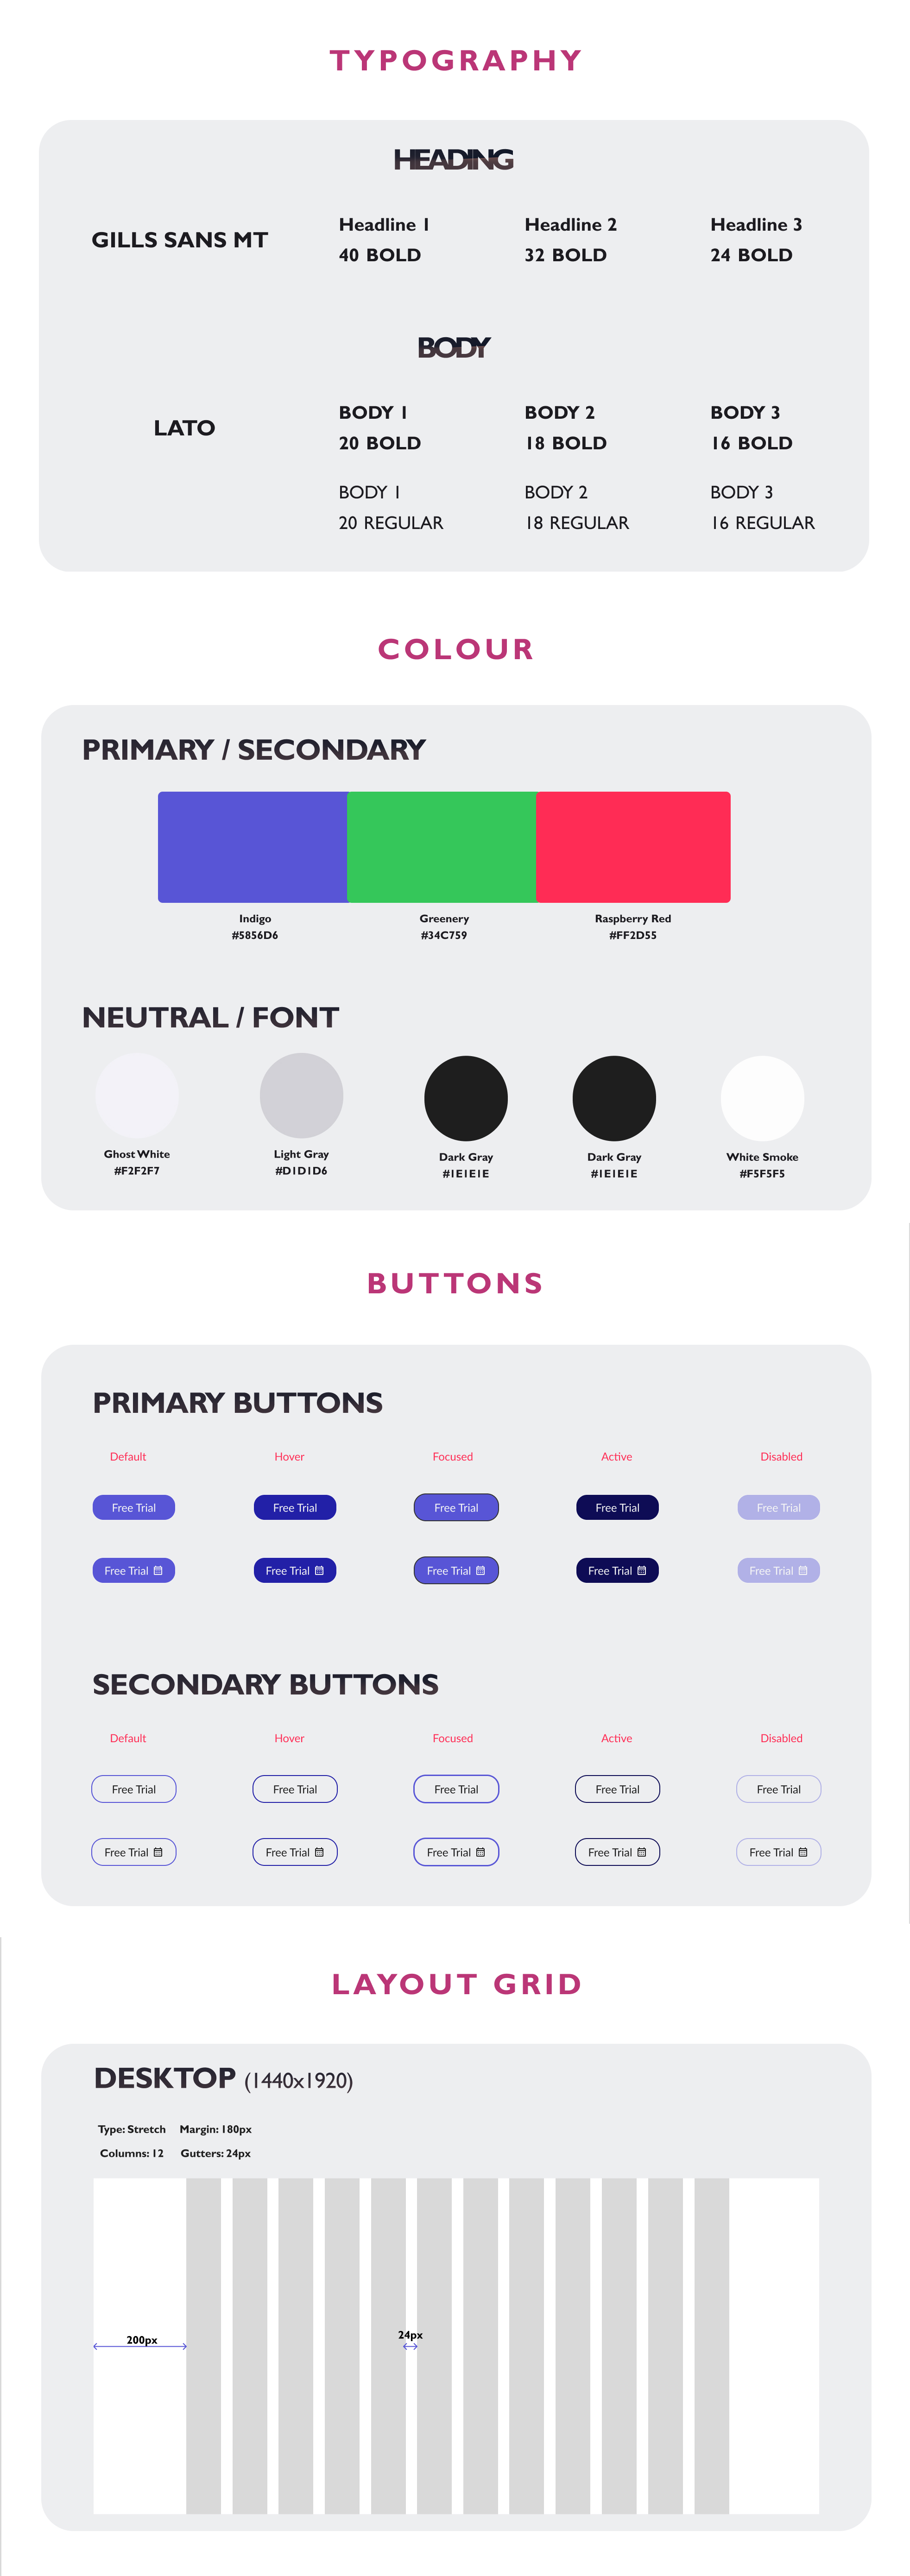 TYPOGRAPHY
HEADING
GILLS SANS MT
Headline 1
40 BOLD
Headline 2
32 BOLD
Headline 3
24 BOLD
BODY
LATO
BODY 1
20 BOLD
BODY 2
18 BOLD
BODY 3
16 BOLD
BODY 1
20 REGULAR
BODY 2
18 REGULAR
BODY 3
16 REGULAR
COLOUR
PRIMARY / SECONDARY
Indigo
#5856D6
Greenery
#34C759
Raspberry Red
#FF2D55
NEUTRAL / FONT
Ghost White
#F2F2F7
Light Gray
#D1D1D6
Dark Gray
#1E1E1E
Dark Gray
#1E1E1E
White Smoke
#F5F5F5
BUTTONS
PRIMARY BUTTONS
Default Hover Focused Active Disabled
Free Trial Free Trial Free Trial Free Trial Free Trial
Free Trial Free Trial Free Trial Free Trial Free Trial
SECONDARY BUTTONS
Default Hover Focused Active Disabled
Free Trial Free Trial Free Trial Free Trial Free Trial
Free Trial Free Trial Free Trial Free Trial Free Trial
LAYOUT GRID
DESKTOP (1440x1920)
Type: Stretch Margin: 180px
Columns: 12 Gutters: 24px
200px
24px